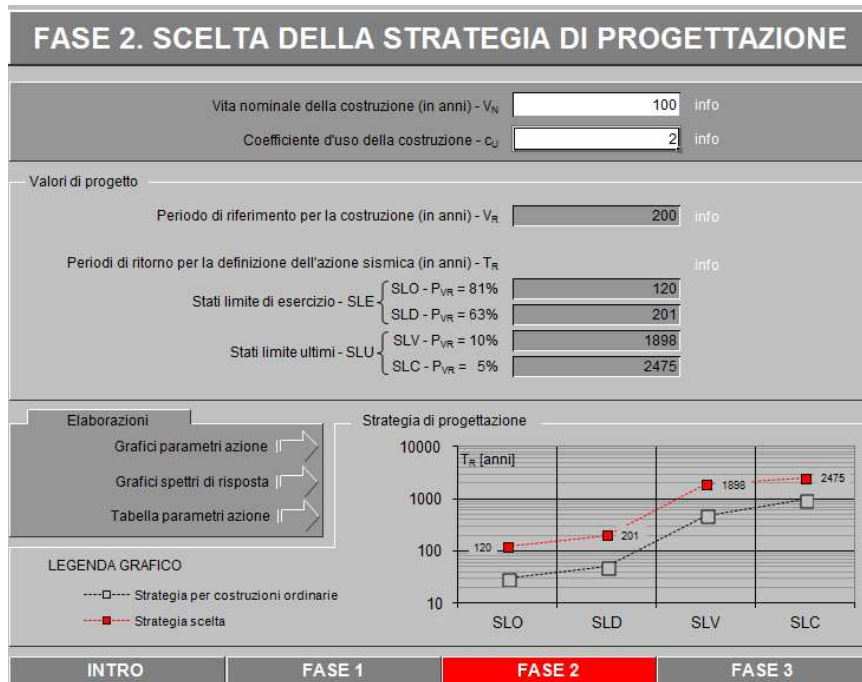 FASE 2. SCELTA DELLA STRATEGIA DI PROGETTAZIONE
Vita nominale della costruzione (in anni) - VN 100 info
Coefficiente d'uso della costruzione - cU 2 info
Valori di progetto
Periodo di riferimento per la costruzione (in anni) - VR 200 info
Periodi di ritorno per la definizione dell'azione sismica (in anni) - TR info
Stati limite di esercizio - SLE
SLO - PVR = 81% 120
SLD - PVR = 63% 201
Stati limite ultimi - SLU
SLV - PVR = 10% 1898
SLC - PVR = 5% 2475
Elaborazioni
Grafici parametri azione
Grafici spettri di risposta
Tabella parametri azione
LEGENDA GRAFICO
Strategia per costruzioni ordinarie
Strategia scelta
Strategia di progettazione
TR [anni]
10000
1000
100
10
120
201
1898
2475
SLO SLD SLV SLC
INTRO FASE 1 FASE 2 FASE 3